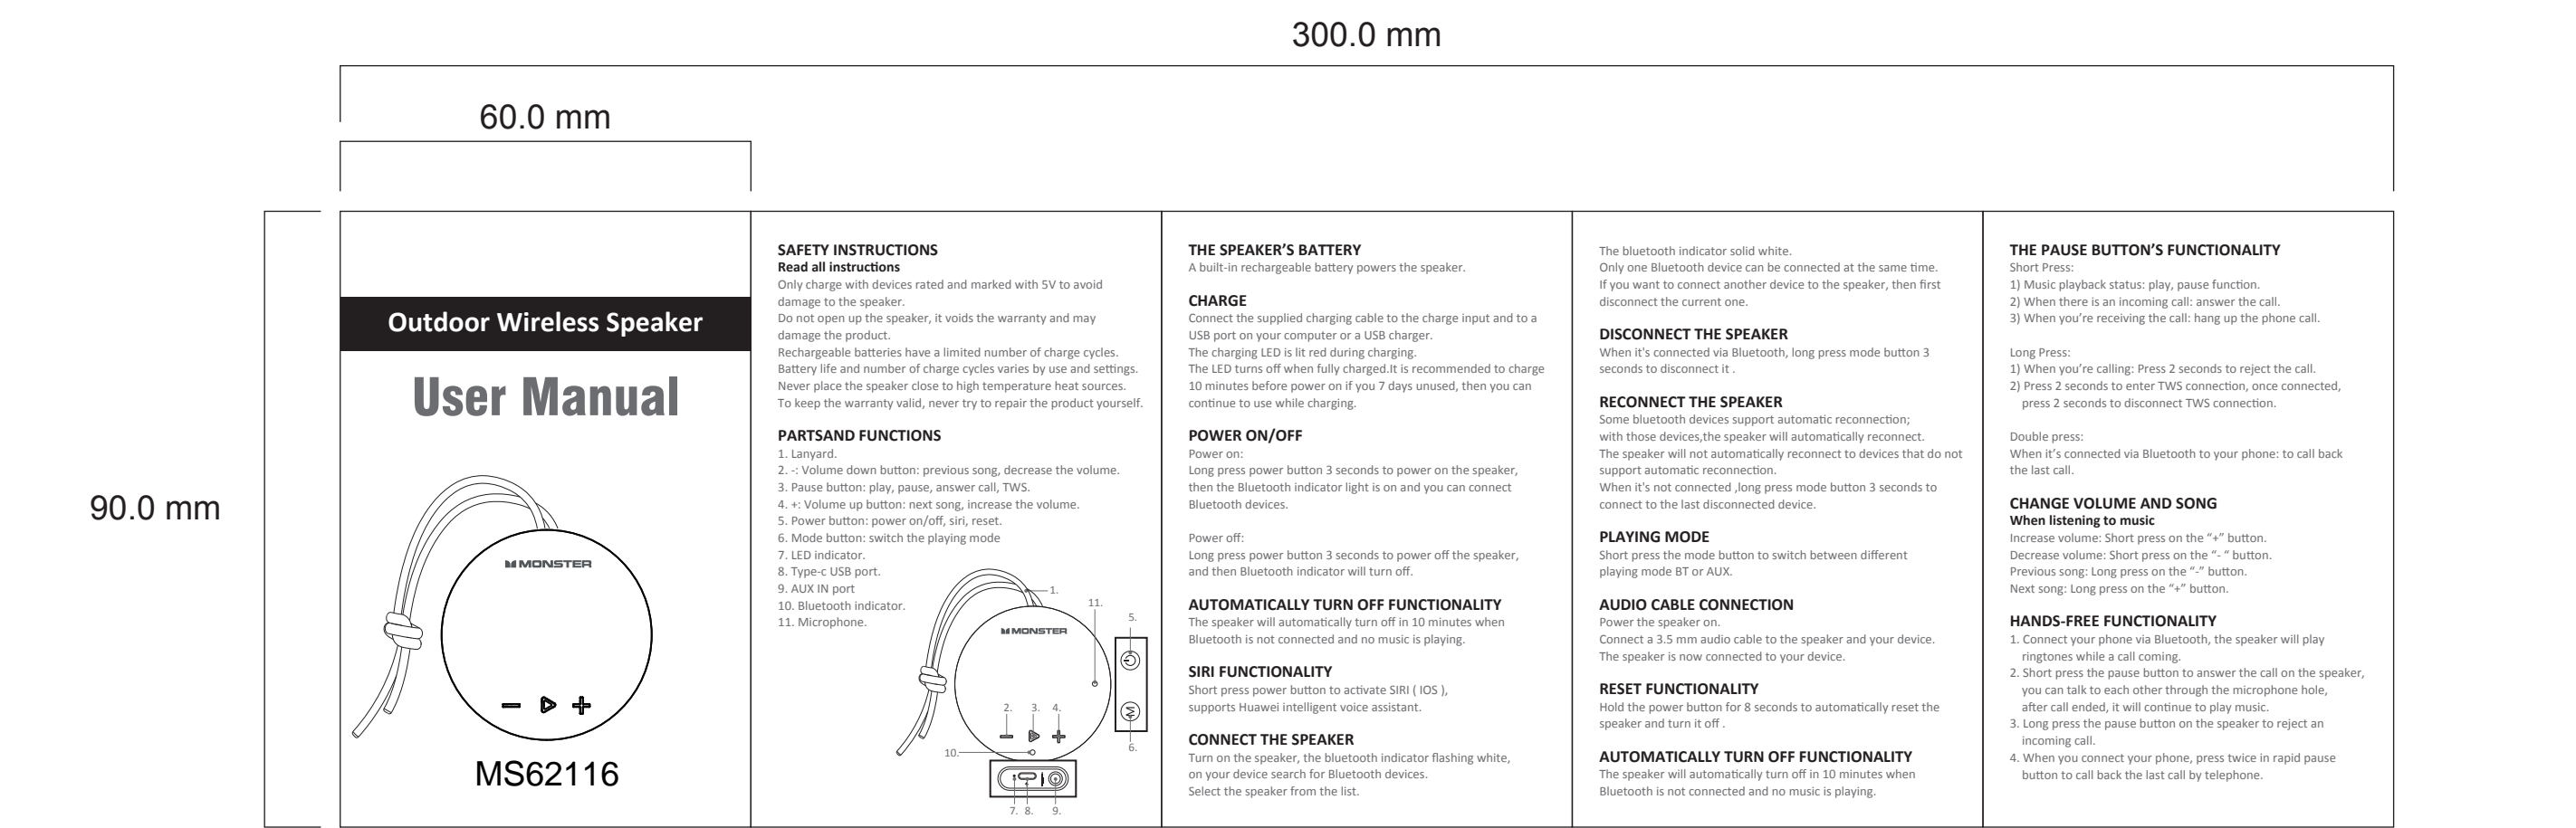 300.0 mm
60.0 mm
90.0 mm
Outdoor Wireless Speaker
User Manual
MONSTER
MS62116
SAFETY INSTRUCTIONS
Read all instructions
Only charge with devices rated and marked with 5V to avoid
damage to the speaker.
Do not open up the speaker, it voids the warranty and may
damage the product.
Rechargeable batteries have a limited number of charge cycles.
Battery life and number of charge cycles varies by use and settings.
Never place the speaker close to high temperature heat sources.
To keep the warranty valid, never try to repair the product yourself.
PARTSAND FUNCTIONS
1. Lanyard.
2. -: Volume down button: previous song, decrease the volume.
3. Pause button: play, pause, answer call, TWS.
4. +: Volume up button: next song, increase the volume.
5. Power button: power on/off, siri, reset.
6. Mode button: switch the playing mode
7. LED indicator.
8. Type-c USB port.
9. AUX IN port
10. Bluetooth indicator.
11. Microphone.
1.
11.
5.
MONSTER
2. 3. 4.
10.
6.
7. 8. 9.
THE SPEAKER'S BATTERY
A built-in rechargeable battery powers the speaker.
CHARGE
Connect the supplied charging cable to the charge input and to a
USB port on your computer or a USB charger.
The charging LED is lit red during charging.
The LED turns off when fully charged.It is recommended to charge
10 minutes before power on if you 7 days unused, then you can
continue to use while charging.
POWER ON/OFF
Power on:
Long press power button 3 seconds to power on the speaker,
then the Bluetooth indicator light is on and you can connect
Bluetooth devices.
Power off:
Long press power button 3 seconds to power off the speaker,
and then Bluetooth indicator will turn off.
AUTOMATICALLY TURN OFF FUNCTIONALITY
The speaker will automatically turn off in 10 minutes when
Bluetooth is not connected and no music is playing.
SIRI FUNCTIONALITY
Short press power button to activate SIRI ( IOS ),
supports Huawei intelligent voice assistant.
CONNECT THE SPEAKER
Turn on the speaker, the bluetooth indicator flashing white,
on your device search for Bluetooth devices.
Select the speaker from the list.
The bluetooth indicator solid white.
Only one Bluetooth device can be connected at the same time.
If you want to connect another device to the speaker, then first
disconnect the current one.
DISCONNECT THE SPEAKER
When it's connected via Bluetooth, long press mode button 3
seconds to disconnect it .
RECONNECT THE SPEAKER
Some bluetooth devices support automatic reconnection;
with those devices,the speaker will automatically reconnect.
The speaker will not automatically reconnect to devices that do not
support automatic reconnection.
When it's not connected ,long press mode button 3 seconds to
connect to the last disconnected device.
PLAYING MODE
Short press the mode button to switch between different
playing mode BT or AUX.
AUDIO CABLE CONNECTION
Power the speaker on.
Connect a 3.5 mm audio cable to the speaker and your device.
The speaker is now connected to your device.
RESET FUNCTIONALITY
Hold the power button for 8 seconds to automatically reset the
speaker and turn it off .
AUTOMATICALLY TURN OFF FUNCTIONALITY
The speaker will automatically turn off in 10 minutes when
Bluetooth is not connected and no music is playing.
THE PAUSE BUTTON'S FUNCTIONALITY
Short Press:
1) Music playback status: play, pause function.
2) When there is an incoming call: answer the call.
3) When you're receiving the call: hang up the phone call.
Long Press:
1) When you're calling: Press 2 seconds to reject the call.
2) Press 2 seconds to enter TWS connection, once connected,
press 2 seconds to disconnect TWS connection.
Double press:
When it's connected via Bluetooth to your phone: to call back
the last call.
CHANGE VOLUME AND SONG
When listening to music
Increase volume: Short press on the “+” button.
Decrease volume: Short press on the “- “ button.
Previous song: Long press on the “-” button.
Next song: Long press on the “+” button.
HANDS-FREE FUNCTIONALITY
1. Connect your phone via Bluetooth, the speaker will play
ringtones while a call coming.
2. Short press the pause button to answer the call on the speaker,
you can talk to each other through the microphone hole,
after call ended, it will continue to play music.
3. Long press the pause button on the speaker to reject an
incoming call.
4. When you connect your phone, press twice in rapid pause
button to call back the last call by telephone.